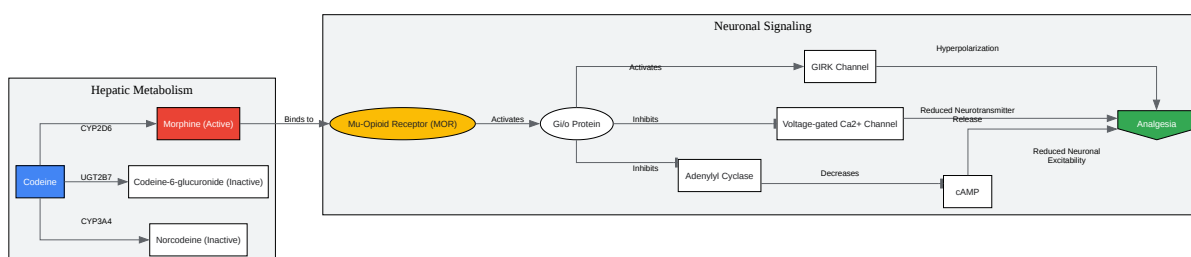 Neuronal Signaling
Hepatic Metabolism
Codeine
CYP2D6
Morphine (Active)
UGT2B7
Codeine-6-glucuronide (Inactive)
CYP3A4
Norcodeine (Inactive)
Binds to
Mu-Opioid Receptor (MOR)
Activates
Gi/o Protein
Activates
GIRK Channel
Hyperpolarization
Inhibits
Voltage-gated Ca2+ Channel
Reduced Neurotransmitter
Release
Inhibits
Adenylyl Cyclase
Decreases
cAMP
Reduced Neuronal
Excitability
Analgesia